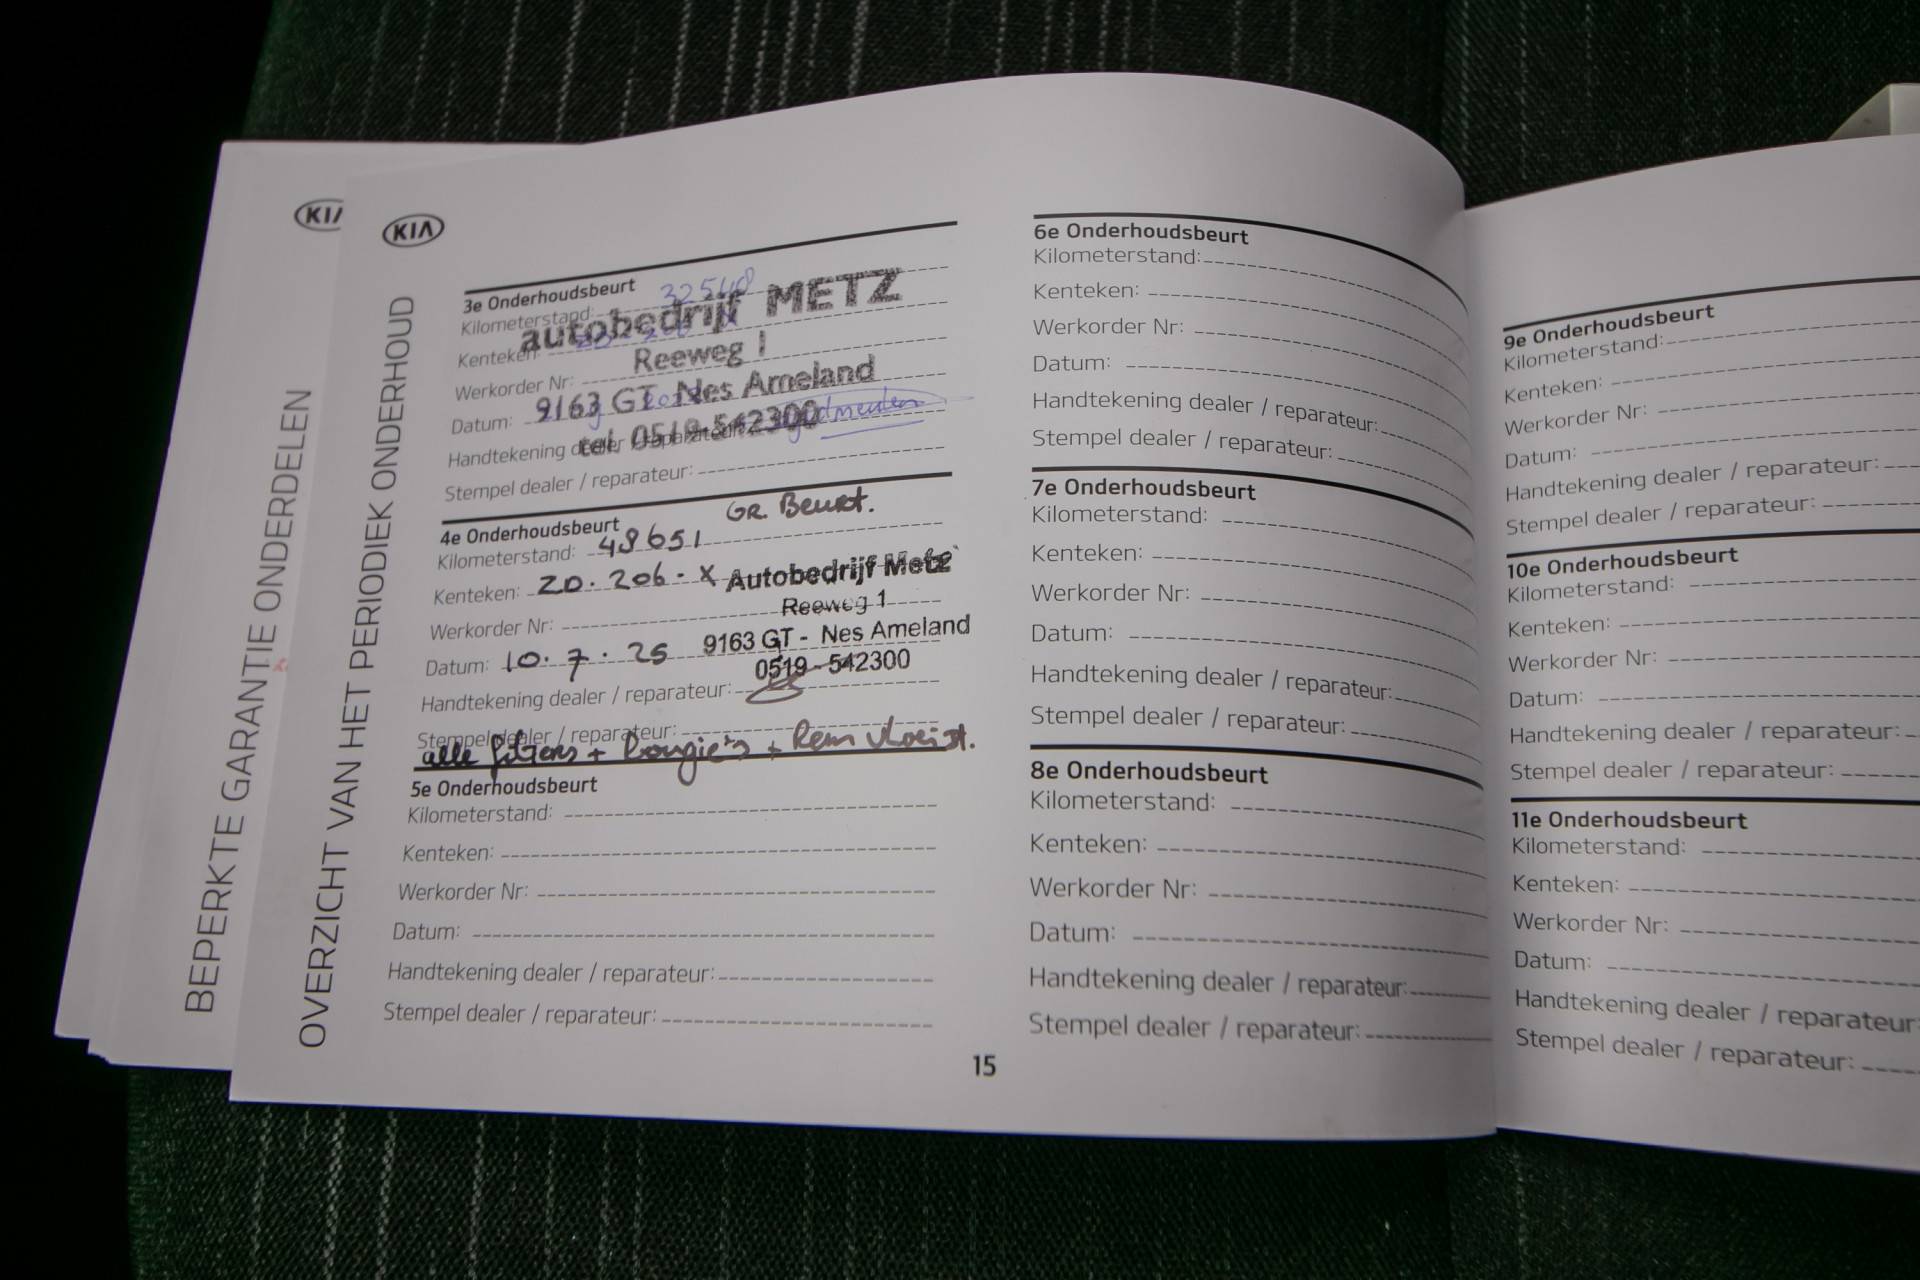 KIA
BEPERKTE GARANTIE ONDERDELEN
KIA
OVERZICHT VAN HET PERIODIEK ONDERHOUD
3e Onderhoudsbeurt
Kilometerstand: 32548
autobedrijf METZ
Kenteken:
Reeweg 1
Werkorder Nr:
9163 GT Nes Ameland
Datum:
tel. 0519-542300
Handtekening dealer / reparateur:
Stempel dealer / reparateur:
4e Onderhoudsbeurt
GR. Beurt.
Kilometerstand: 49651
Kenteken: ZD.206.X
Autobedrijf Metz
Reeweg 1
Werkorder Nr:
9163 GT - Nes Ameland
Datum: 10.7.25
0519 - 542300
Handtekening dealer / reparateur:
Stempel dealer / reparateur:
alle filters + Bougie's + Rem vloeist.
5e Onderhoudsbeurt
Kilometerstand:
Kenteken:
Werkorder Nr:
Datum:
Handtekening dealer / reparateur:
Stempel dealer / reparateur:
6e Onderhoudsbeurt
Kilometerstand:
Kenteken:
Werkorder Nr:
Datum:
Handtekening dealer / reparateur:
Stempel dealer / reparateur:
7e Onderhoudsbeurt
Kilometerstand:
Kenteken:
Werkorder Nr:
Datum:
Handtekening dealer / reparateur:
Stempel dealer / reparateur:
8e Onderhoudsbeurt
Kilometerstand:
Kenteken:
Werkorder Nr:
Datum:
Handtekening dealer / reparateur:
Stempel dealer / reparateur:
15
9e Onderhoudsbeurt
Kilometerstand:
Kenteken:
Werkorder Nr:
Datum:
Handtekening dealer / reparateur:
Stempel dealer / reparateur:
10e Onderhoudsbeurt
Kilometerstand:
Kenteken:
Werkorder Nr:
Datum:
Handtekening dealer / reparateur:
Stempel dealer / reparateur:
11e Onderhoudsbeurt
Kilometerstand:
Kenteken:
Werkorder Nr:
Datum:
Handtekening dealer / reparateur:
Stempel dealer / reparateur: